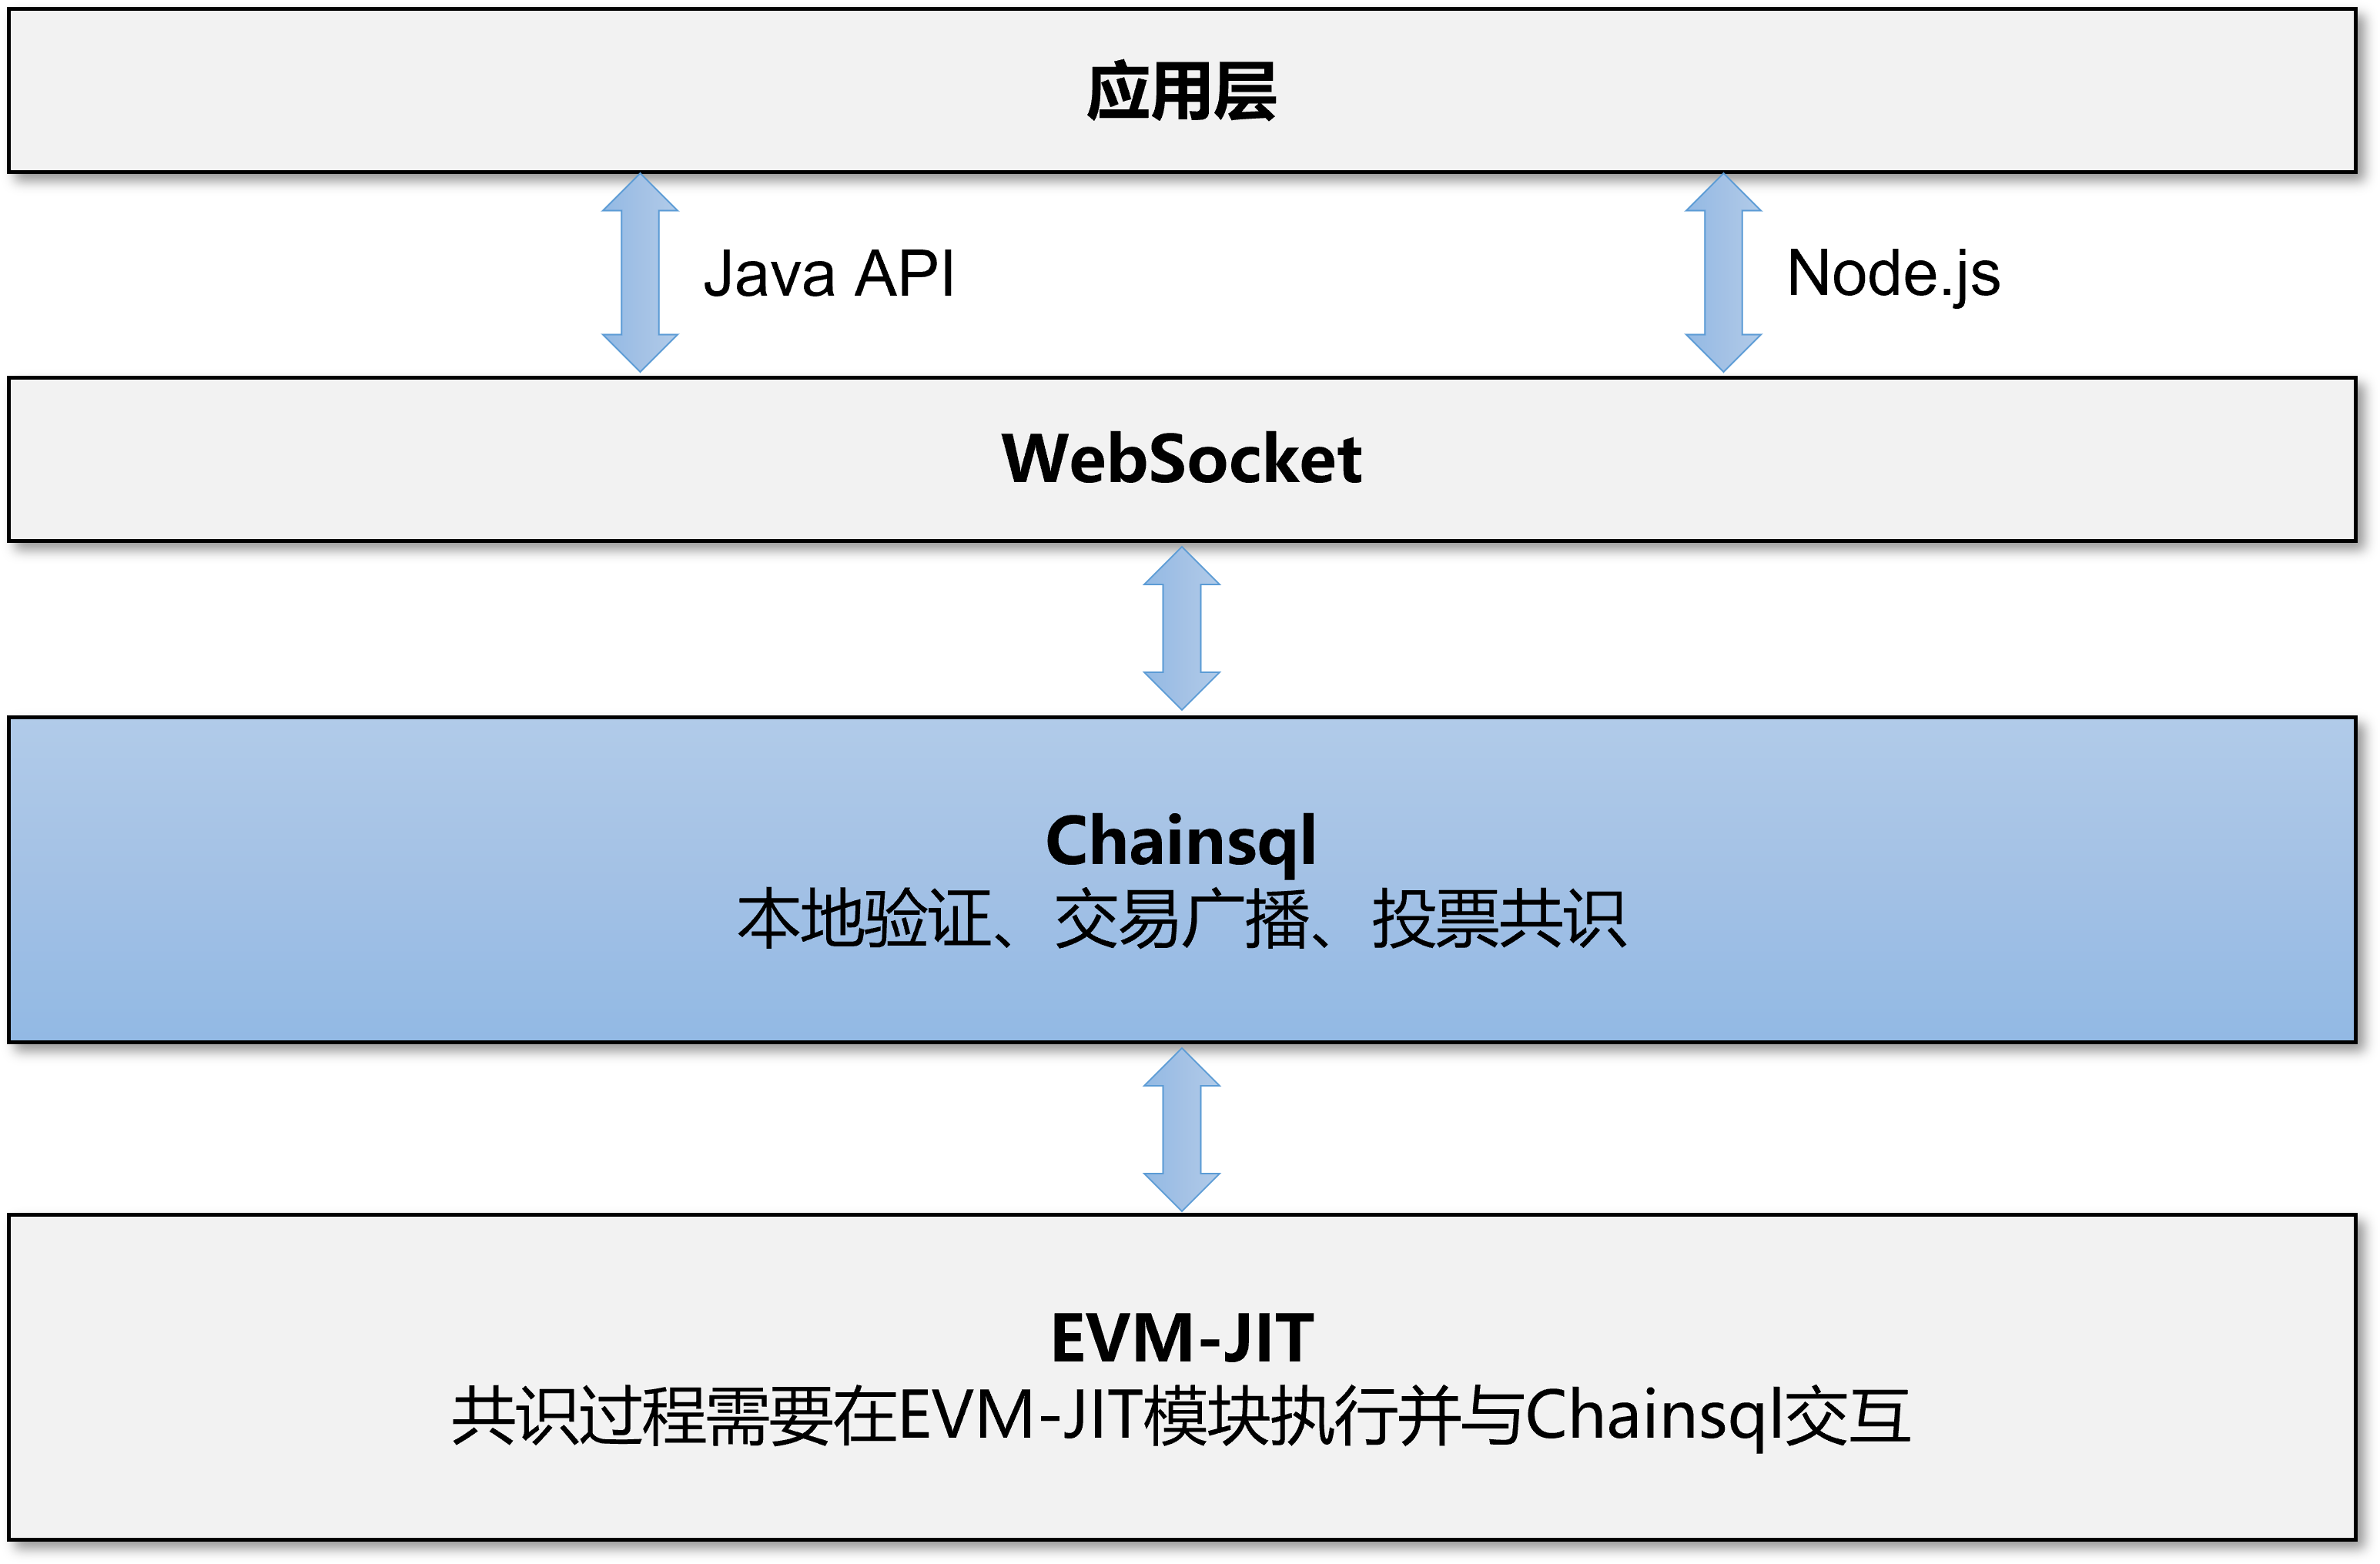 应用层
Java API
Node.js
WebSocket
Chainsql
本地验证、交易广播、投票共识
EVM-JIT
共识过程需要在EVM-JIT模块执行并与Chainsql交互